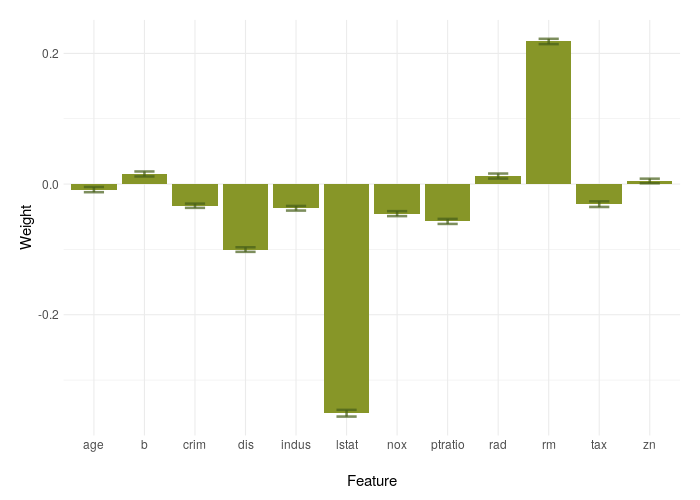 0.2
0.0
-0.2
Weight
age b crim dis indus lstat nox ptratio rad rm tax zn
Feature